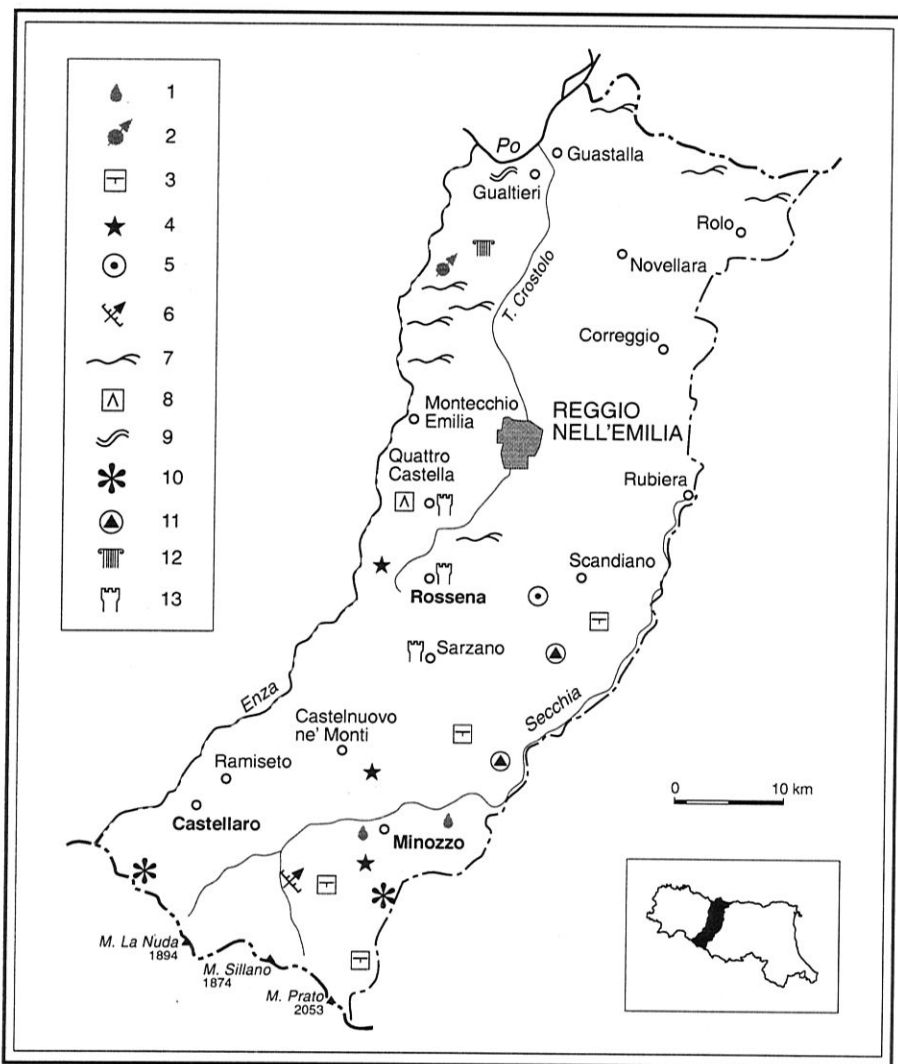 1
2
3
4
5
6
7
8
9
10
11
12
13
Po
Guastalla
Gualtieri
Rolo
Novellara
T. Crostolo
Correggio
Montecchio
Emilia
REGGIO
NELL'EMILIA
Quattro
Castella
Rubiera
Scandiano
Rossena
Sarzano
Enza
Secchia
Castelnuovo
ne' Monti
Ramiseto
Castellaro
0 10 km
Minozzo
M. La Nuda
1894
M. Sillano
1874
M. Prato
2053